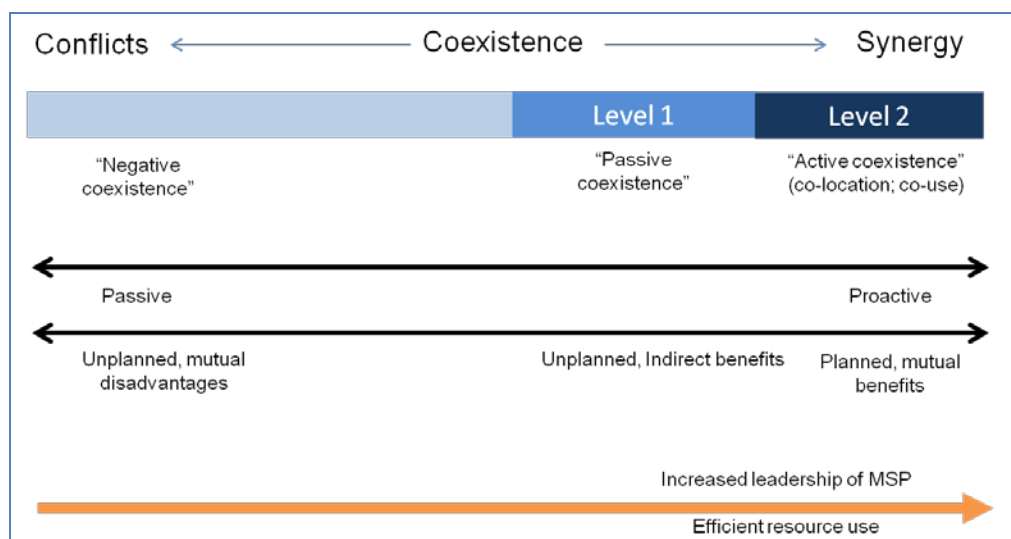 Conflicts Coexistence Synergy
Level 1 Level 2
“Negative
coexistence”
“Passive
coexistence”
“Active coexistence”
(co-location; co-use)
Passive Proactive
Unplanned, mutual
disadvantages
Unplanned, Indirect benefits
Planned, mutual
benefits
Increased leadership of MSP
Efficient resource use